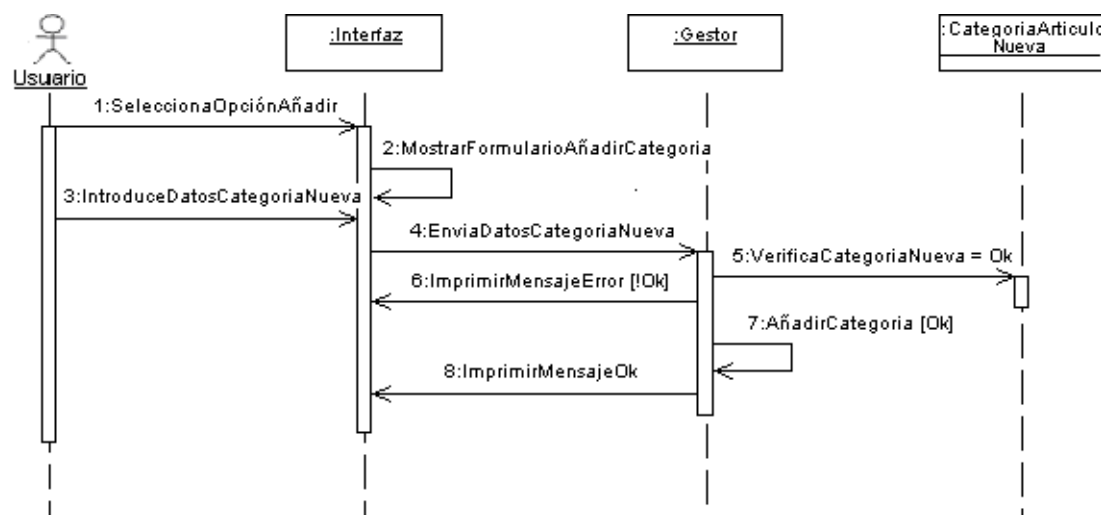 :Interfaz
:Gestor
:CategoriaArticulo
Nueva
Usuario
1:SeleccionaOpciónAñadir
2:MostrarFormularioAñadirCategoria
3:IntroduceDatosCategoriaNueva
4:EnviaDatosCategoriaNueva
5:VerificaCategoriaNueva = Ok
6:ImprimirMensajeError [!Ok]
7:AñadirCategoria [Ok]
8:ImprimirMensajeOk